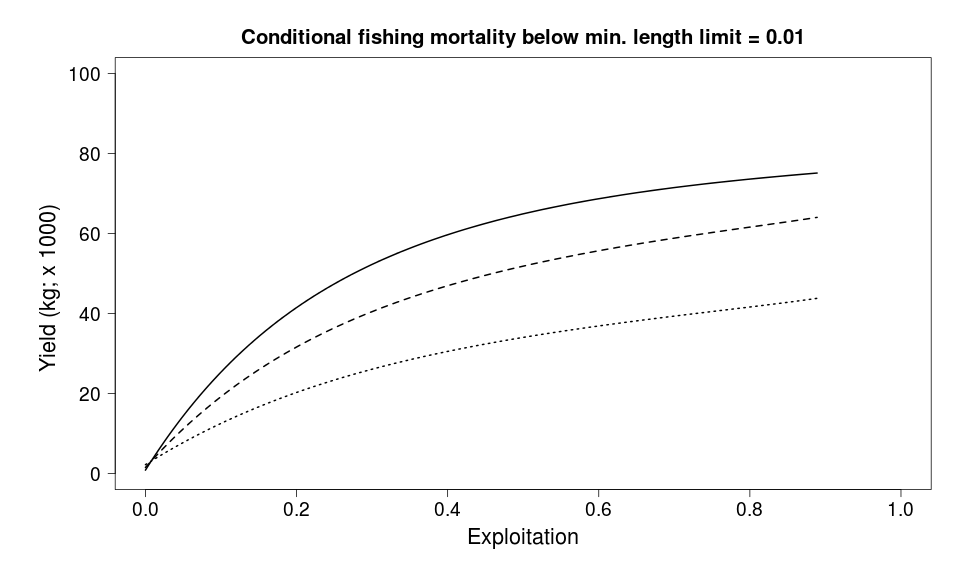 Conditional fishing mortality below min. length limit = 0.01
100
80
60
40
20
0
Yield (kg; x 1000)
0.0 0.2 0.4 0.6 0.8 1.0
Exploitation